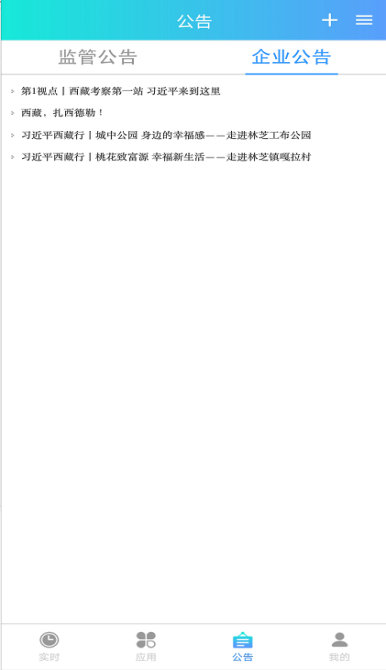 公告
监管公告
企业公告
第1视点丨西藏考察第一站 习近平来到这里
西藏，扎西德勒！
习近平西藏行丨城中公园 身边的幸福感——走进林芝工布公园
习近平西藏行丨桃花致富源 幸福新生活——走进林芝镇嘎拉村
实时
应用
公告
我的